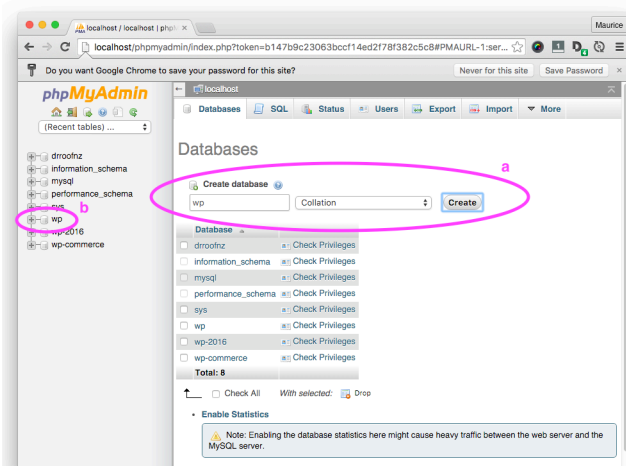 localhost / localhost | php
Maurice
localhost/phpmyadmin/index.php?token=b147b9c23063bccf14ed2f78f382c5c8#PMAURL-1:ser...
Do you want Google Chrome to save your password for this site?
Never for this site
Save Password
phpMyAdmin
(Recent tables) ...
drroofnz
information_schema
mysql
performance_schema
sys
b
wp
wp-2016
wp-commerce
localhost
Databases
SQL
Status
Users
Export
Import
More
Databases
a
Create database
wp
Collation
Create
Database
drroofnz Check Privileges
information_schema Check Privileges
mysql Check Privileges
performance_schema Check Privileges
sys Check Privileges
wp Check Privileges
wp-2016 Check Privileges
wp-commerce Check Privileges
Total: 8
Check All With selected: Drop
Enable Statistics
Note: Enabling the database statistics here might cause heavy traffic between the web server and the
MySQL server.